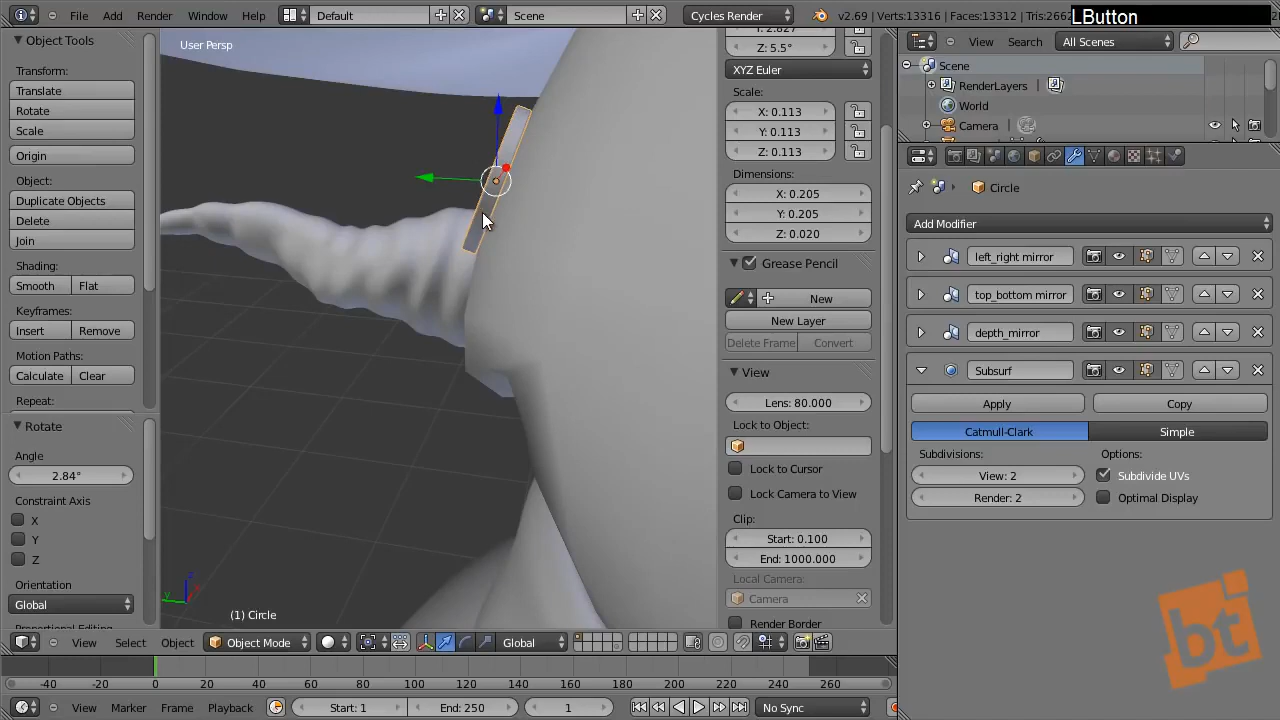 File Add Render Window Help Default Scene Cycles Render v2.69 | Verts:13316 | Faces:13312 | Tris:2662
LButton
Object Tools
Transform:
Translate
Rotate
Scale
Origin
Object:
Duplicate Objects
Delete
Join
Shading:
Smooth Flat
Keyframes:
Insert Remove
Motion Paths:
Calculate Clear
Repeat:
Rotate
Angle
2.84°
Constraint Axis
X
Y
Z
Orientation
Global
User Persp
(1) Circle
Z: 5.5°
XYZ Euler
Scale:
X: 0.113
Y: 0.113
Z: 0.113
Dimensions:
X: 0.205
Y: 0.205
Z: 0.020
Grease Pencil
New
New Layer
Delete Frame Convert
View
Lens: 80.000
Lock to Object:
Lock to Cursor
Lock Camera to View
Clip:
Start: 0.100
End: 1000.000
Local Camera:
Camera
Render Border
View Search All Scenes
Scene
RenderLayers
World
Camera
Circle
Add Modifier
left_right mirror
top_bottom mirror
depth_mirror
Subsurf
Apply Copy
Catmull-Clark Simple
Subdivisions: Options:
View: 2 Subdivide UVs
Render: 2 Optimal Display
View Select Object Object Mode Global
-40 -20 0 20 40 60 80 100 120 140 160 180 200 220 240 260
View Marker Frame Playback Start: 1 End: 250 1 No Sync
bt